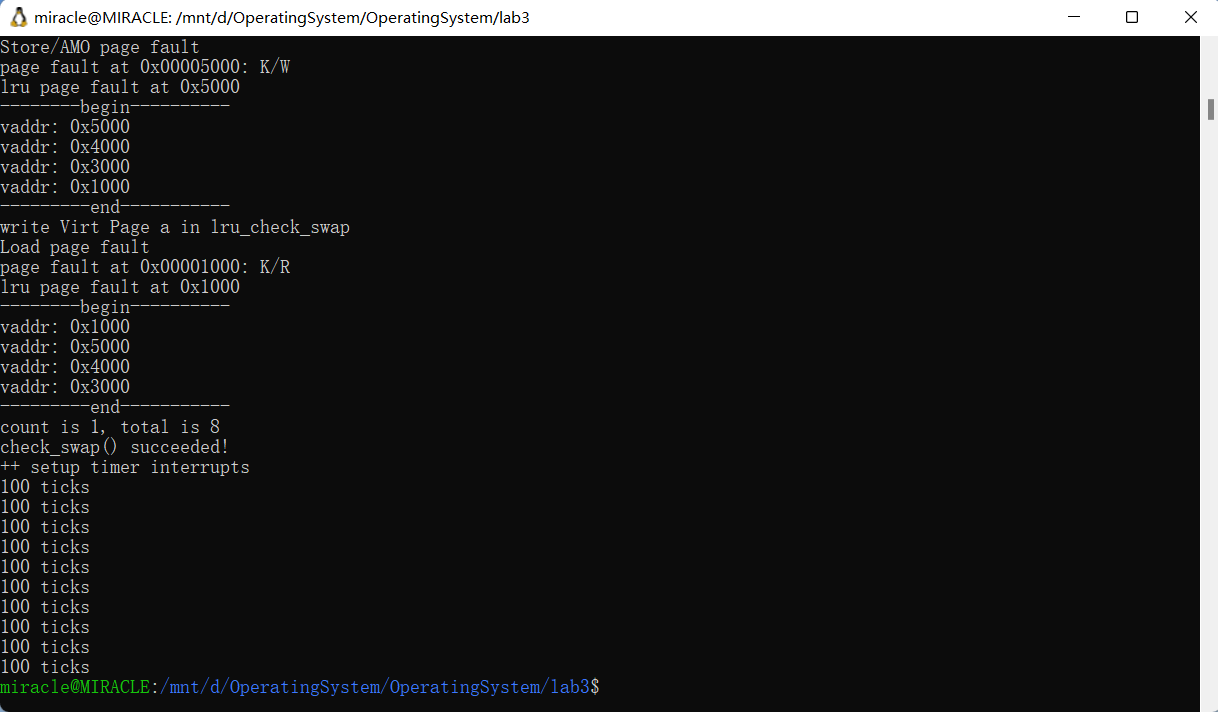 miracle@MIRACLE: /mnt/d/OperatingSystem/OperatingSystem/lab3
Store/AMO page fault
page fault at 0x00005000: K/W
lru page fault at 0x5000
--------begin----------
vaddr: 0x5000
vaddr: 0x4000
vaddr: 0x3000
vaddr: 0x1000
---------end-----------
write Virt Page a in lru_check_swap
Load page fault
page fault at 0x00001000: K/R
lru page fault at 0x1000
--------begin----------
vaddr: 0x1000
vaddr: 0x5000
vaddr: 0x4000
vaddr: 0x3000
---------end-----------
count is 1, total is 8
check_swap() succeeded!
++ setup timer interrupts
100 ticks
100 ticks
100 ticks
100 ticks
100 ticks
100 ticks
100 ticks
100 ticks
100 ticks
100 ticks
miracle@MIRACLE:/mnt/d/OperatingSystem/OperatingSystem/lab3$